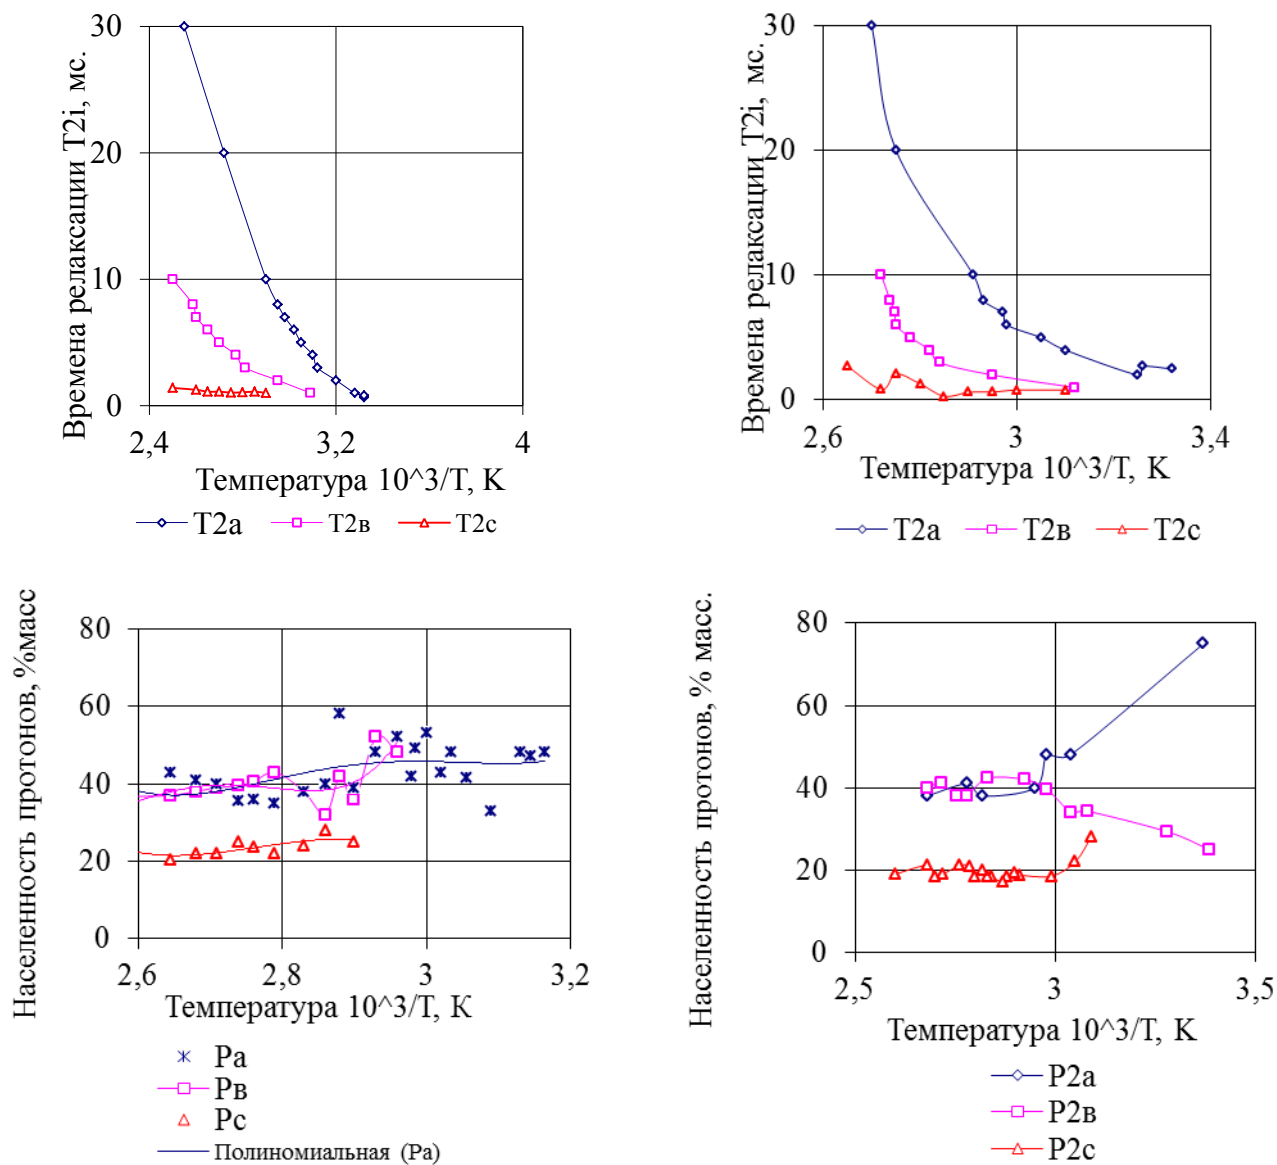 Времена релаксации T2i, мс.
30
20
10
0
2,4
3,2
4
Температура 10^3/T, K
T2a
T2в
T2c
Времена релаксации T2i, мс.
30
20
10
0
2,6
3
3,4
Температура 10^3/T, K
T2a
T2в
T2c
Населенность протонов, %масс
80
60
40
20
0
2,6
2,8
3
3,2
Температура 10^3/T, K
Pa
Pв
Pc
Полиномиальная (Pa)
Населенность протонов, % масс.
80
60
40
20
0
2,5
3
3,5
Температура 10^3/T, K
P2a
P2в
P2c